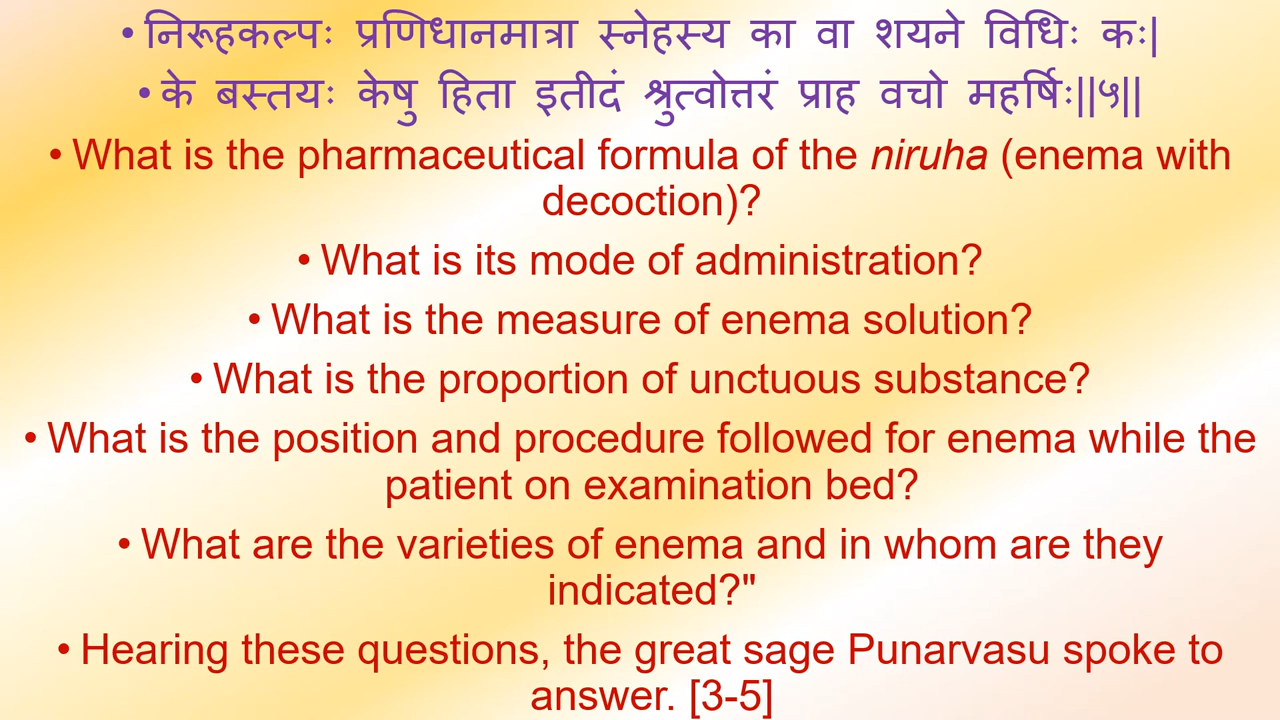 • निरूहकल्पः प्रणिधानमात्रा स्नेहस्य का वा शयने विधिः कः|
• के बस्तयः केषु हिता इतीदं श्रुत्वोत्तरं प्राह वचो महर्षिः||५||
• What is the pharmaceutical formula of the niruha (enema with
decoction)?
• What is its mode of administration?
• What is the measure of enema solution?
• What is the proportion of unctuous substance?
• What is the position and procedure followed for enema while the
patient on examination bed?
• What are the varieties of enema and in whom are they
indicated?"
• Hearing these questions, the great sage Punarvasu spoke to
answer. [3-5]